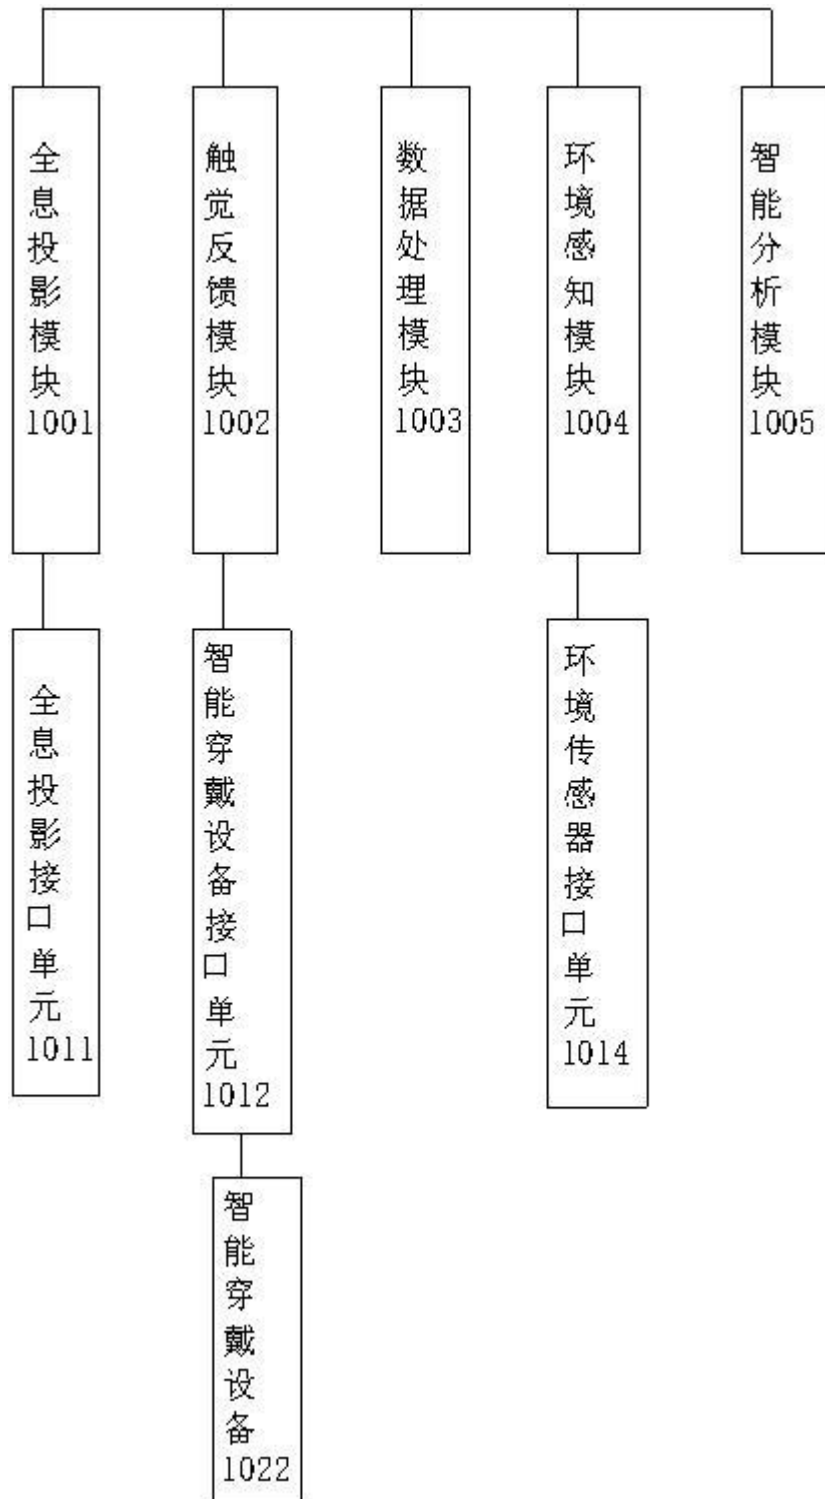 全息投影模块1001
触觉反馈模块1002
数据处理模块1003
环境感知模块1004
智能分析模块1005
全息投影接口单元1011
智能穿戴设备接口单元1012
环境传感器接口单元1014
智能穿戴设备1022